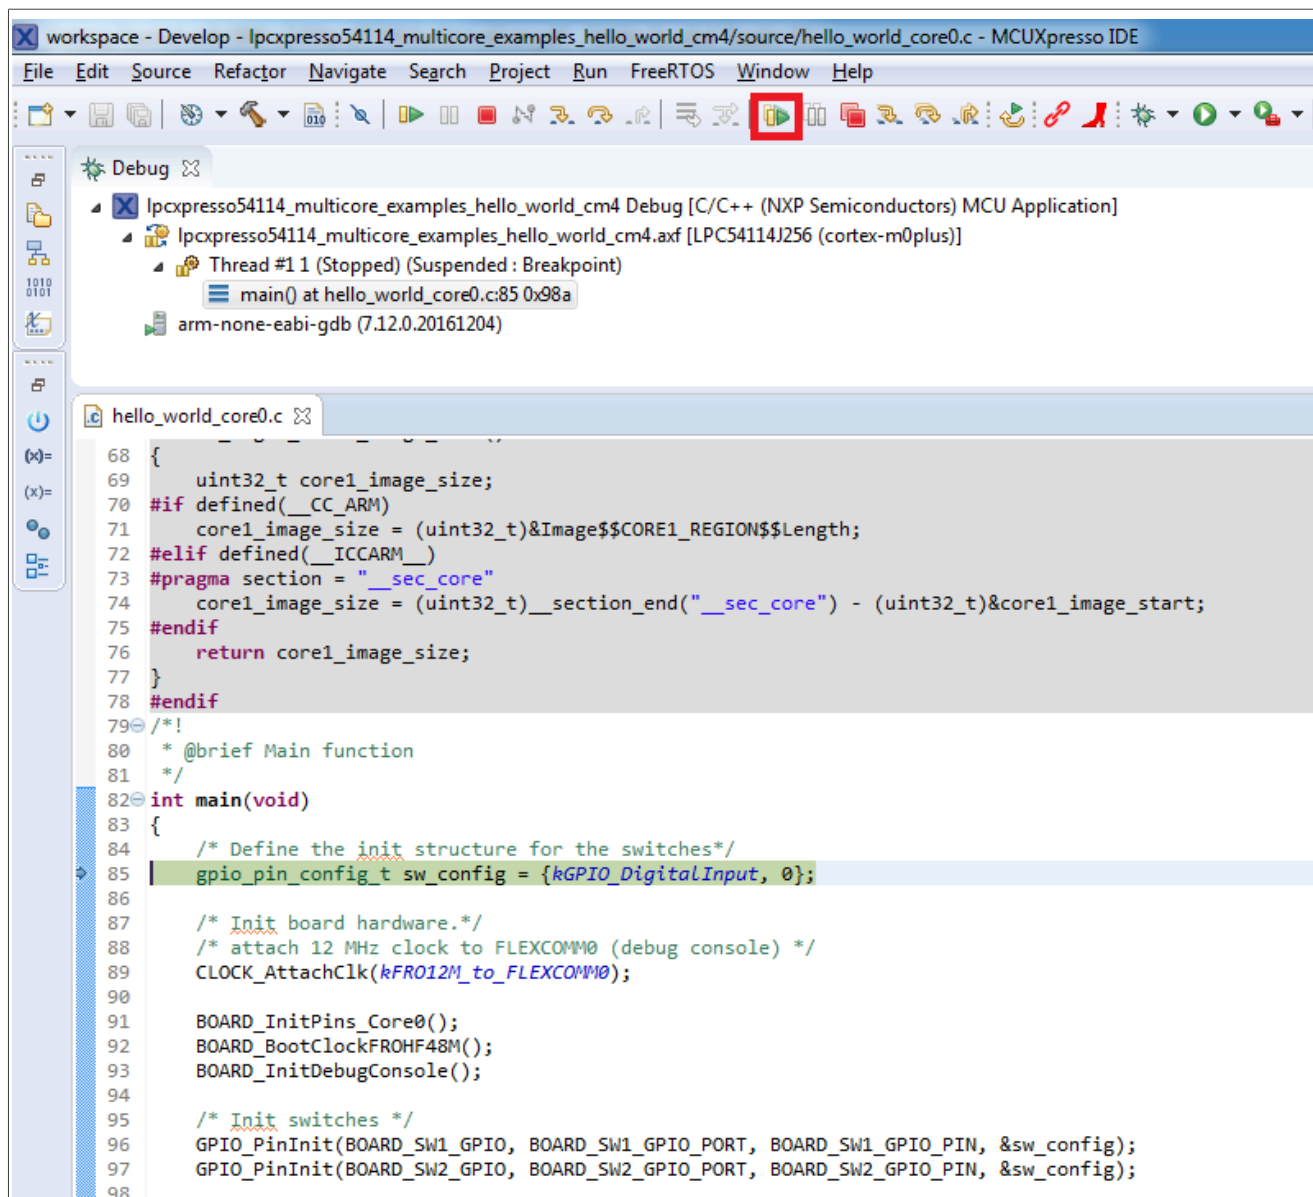 workspace - Develop - lpcxpresso54114_multicore_examples_hello_world_cm4/source/hello_world_core0.c - MCUXpresso IDE
File Edit Source Refactor Navigate Search Project Run FreeRTOS Window Help
Debug
lpcxpresso54114_multicore_examples_hello_world_cm4 Debug [C/C++ (NXP Semiconductors) MCU Application]
lpcxpresso54114_multicore_examples_hello_world_cm4.axf [LPC54114J256 (cortex-m0plus)]
Thread #1 1 (Stopped) (Suspended : Breakpoint)
main() at hello_world_core0.c:85 0x98a
arm-none-eabi-gdb (7.12.0.20161204)
hello_world_core0.c
68 {
69     uint32_t core1_image_size;
70 #if defined(__CC_ARM)
71     core1_image_size = (uint32_t)&Image$$CORE1_REGION$$Length;
72 #elif defined(__ICCARM__)
73 #pragma section = "__sec_core"
74     core1_image_size = (uint32_t)__section_end("__sec_core") - (uint32_t)&core1_image_start;
75 #endif
76     return core1_image_size;
77 }
78 #endif
79 /*!
80  * @brief Main function
81  */
82 int main(void)
83 {
84     /* Define the init structure for the switches*/
85     gpio_pin_config_t sw_config = {kGPIO_DigitalInput, 0};
86
87     /* Init board hardware.*/
88     /* attach 12 MHz clock to FLEXCOMM0 (debug console) */
89     CLOCK_AttachClk(kFRO12M_to_FLEXCOMM0);
90
91     BOARD_InitPins_Core0();
92     BOARD_BootClockFROHF48M();
93     BOARD_InitDebugConsole();
94
95     /* Init switches */
96     GPIO_PinInit(BOARD_SW1_GPIO, BOARD_SW1_GPIO_PORT, BOARD_SW1_GPIO_PIN, &sw_config);
97     GPIO_PinInit(BOARD_SW2_GPIO, BOARD_SW2_GPIO_PORT, BOARD_SW2_GPIO_PIN, &sw_config);
98